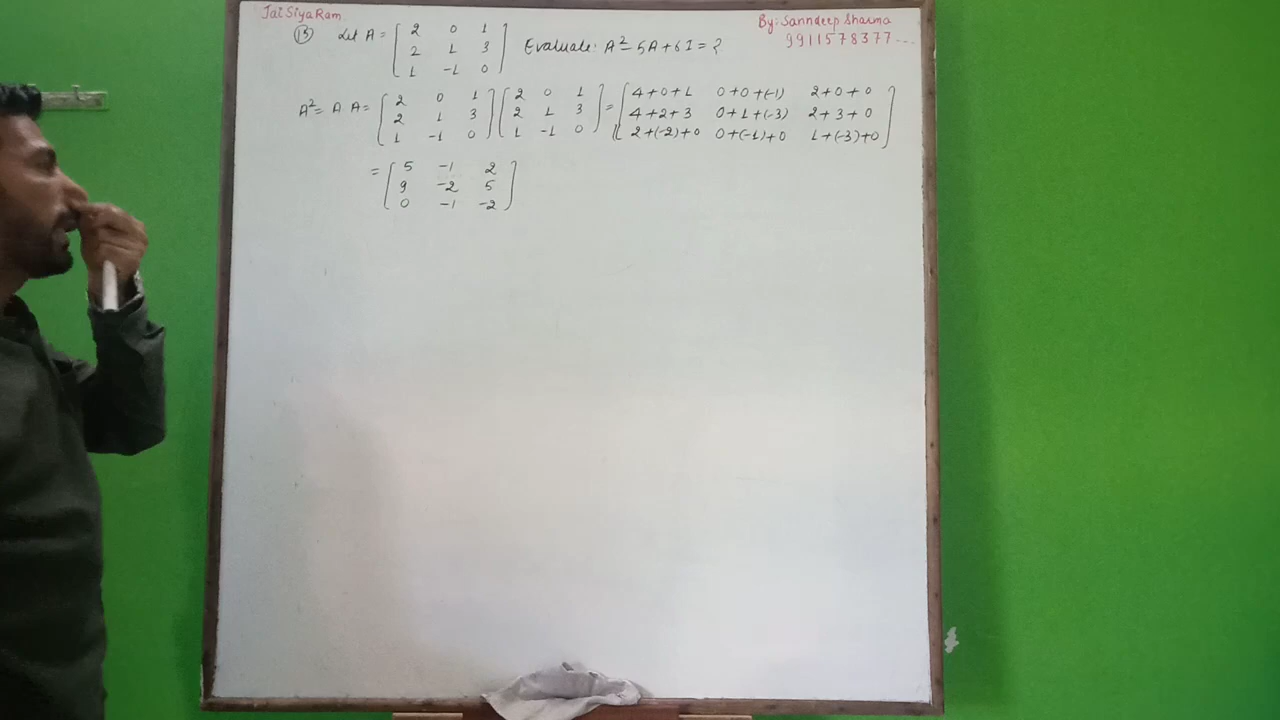 Jai Siya Ram
By: Sanndeep Sharma
9911578377...
(15) Let A = [ 2 0 1
2 1 3
1 -1 0 ] Evaluate: A² - 5A + 6I = ?
A² = A A = [ 2 0 1 ] [ 2 0 1 ] = [ 4+0+1 0+0+(-1) 2+0+0 ]
[ 2 1 3 ] [ 2 1 3 ] [ 4+2+3 0+1+(-3) 2+3+0 ]
[ 1 -1 0 ] [ 1 -1 0 ] [ 2+(-2)+0 0+(-1)+0 1+(-3)+0 ]
= [ 5 -1 2
9 -2 5
0 -1 -2 ]